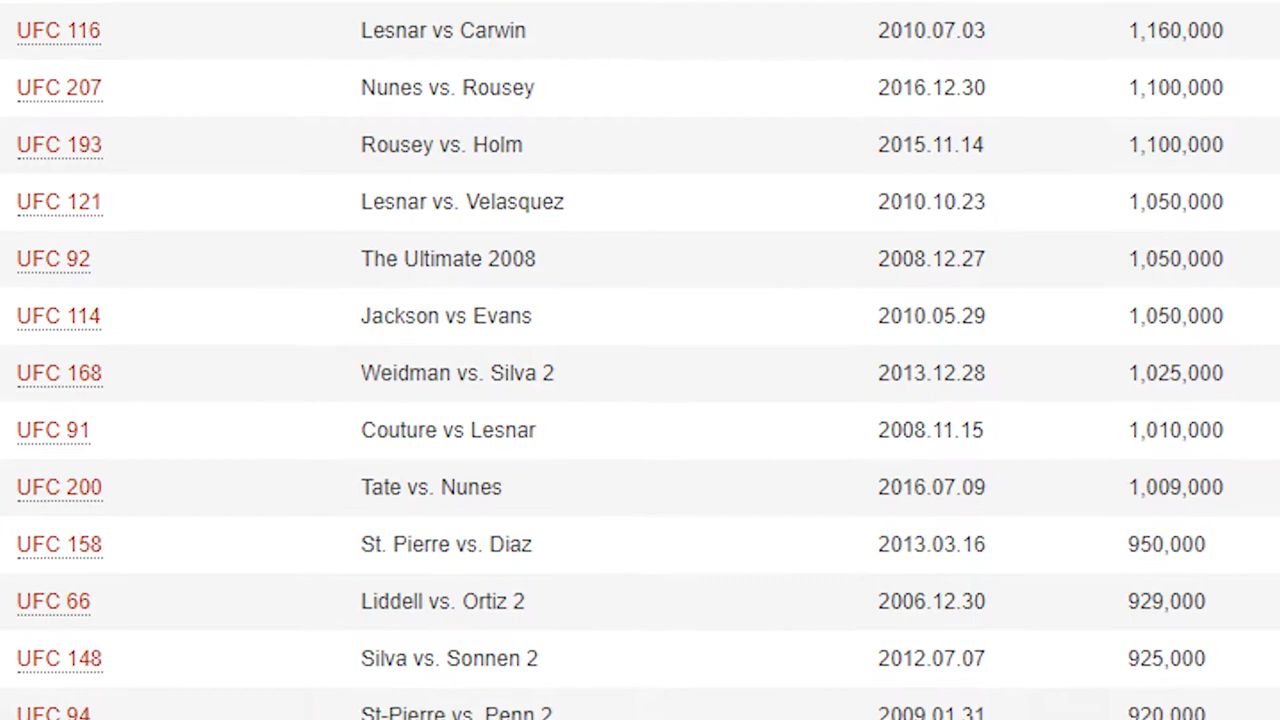 UFC 116 Lesnar vs Carwin 2010.07.03 1,160,000
UFC 207 Nunes vs. Rousey 2016.12.30 1,100,000
UFC 193 Rousey vs. Holm 2015.11.14 1,100,000
UFC 121 Lesnar vs. Velasquez 2010.10.23 1,050,000
UFC 92 The Ultimate 2008 2008.12.27 1,050,000
UFC 114 Jackson vs Evans 2010.05.29 1,050,000
UFC 168 Weidman vs. Silva 2 2013.12.28 1,025,000
UFC 91 Couture vs Lesnar 2008.11.15 1,010,000
UFC 200 Tate vs. Nunes 2016.07.09 1,009,000
UFC 158 St. Pierre vs. Diaz 2013.03.16 950,000
UFC 66 Liddell vs. Ortiz 2 2006.12.30 929,000
UFC 148 Silva vs. Sonnen 2 2012.07.07 925,000
UFC 94 St-Pierre vs. Penn 2 2009.01.31 920,000